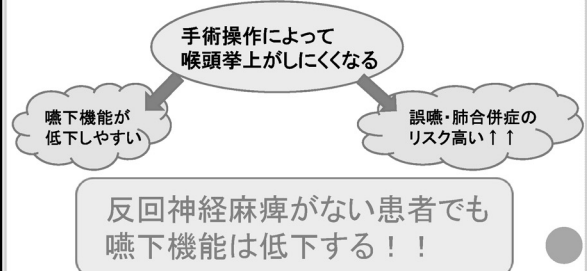 手術操作によって
喉頭挙上がしにくくなる
嚥下機能が
低下しやすい
誤嚥・肺合併症の
リスク高い↑↑
反回神経麻痺がない患者でも
嚥下機能は低下する！！